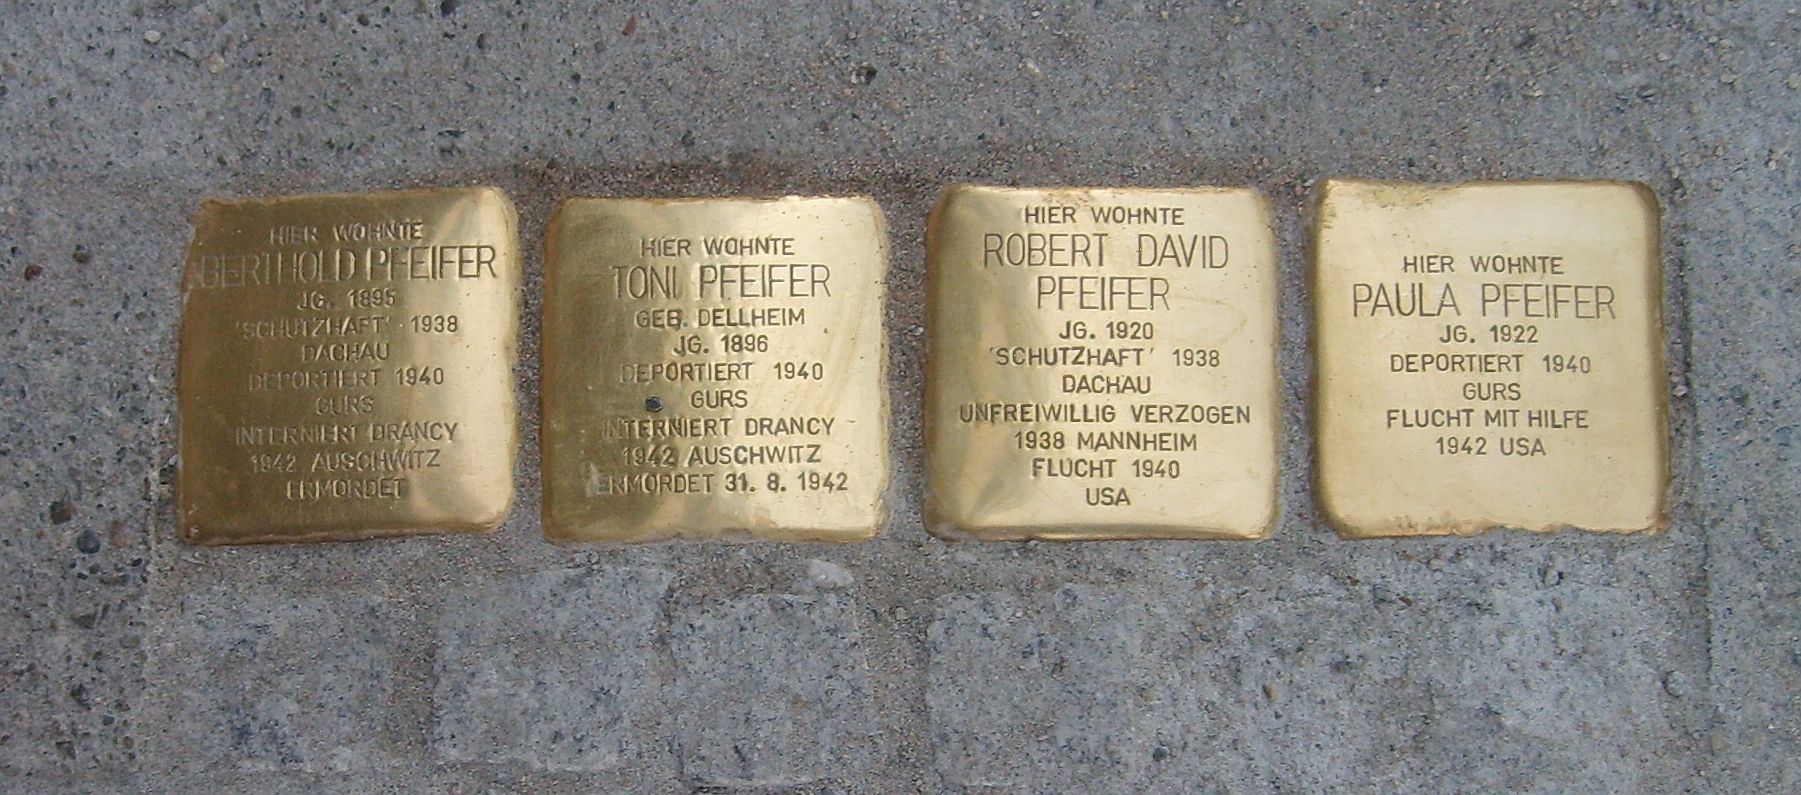 HIER WOHNTE
BERTHOLD PFEIFER
JG. 1895
'SCHUTZHAFT' 1938
DACHAU
DEPORTIERT 1940
GURS
INTERNIERT DRANCY
1942 AUSCHWITZ
ERMORDET
HIER WOHNTE
TONI PFEIFER
GEB. DELLHEIM
JG. 1896
DEPORTIERT 1940
GURS
INTERNIERT DRANCY
1942 AUSCHWITZ
ERMORDET 31. 8. 1942
HIER WOHNTE
ROBERT DAVID
PFEIFER
JG. 1920
'SCHUTZHAFT' 1938
DACHAU
UNFREIWILLIG VERZOGEN
1938 MANNHEIM
FLUCHT 1940
USA
HIER WOHNTE
PAULA PFEIFER
JG. 1922
DEPORTIERT 1940
GURS
FLUCHT MIT HILFE
1942 USA